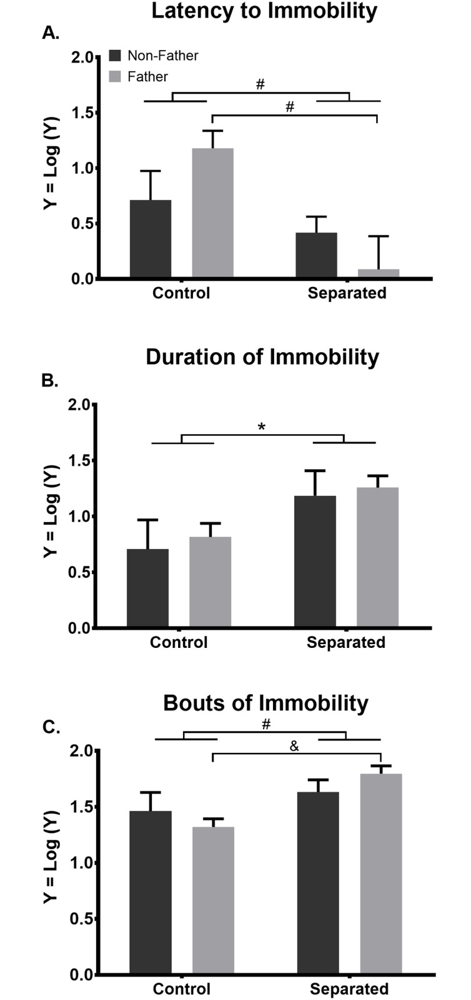 Latency to Immobility
A.
2.0
Non-Father
Father
#
1.5
#
Y = Log (Y)
1.0
0.5
0.0
Control Separated
Duration of Immobility
B.
2.0
*
1.5
Y = Log (Y)
1.0
0.5
0.0
Control Separated
Bouts of Immobility
C.
#
2.0
&
1.5
Y = Log (Y)
1.0
0.5
0.0
Control Separated